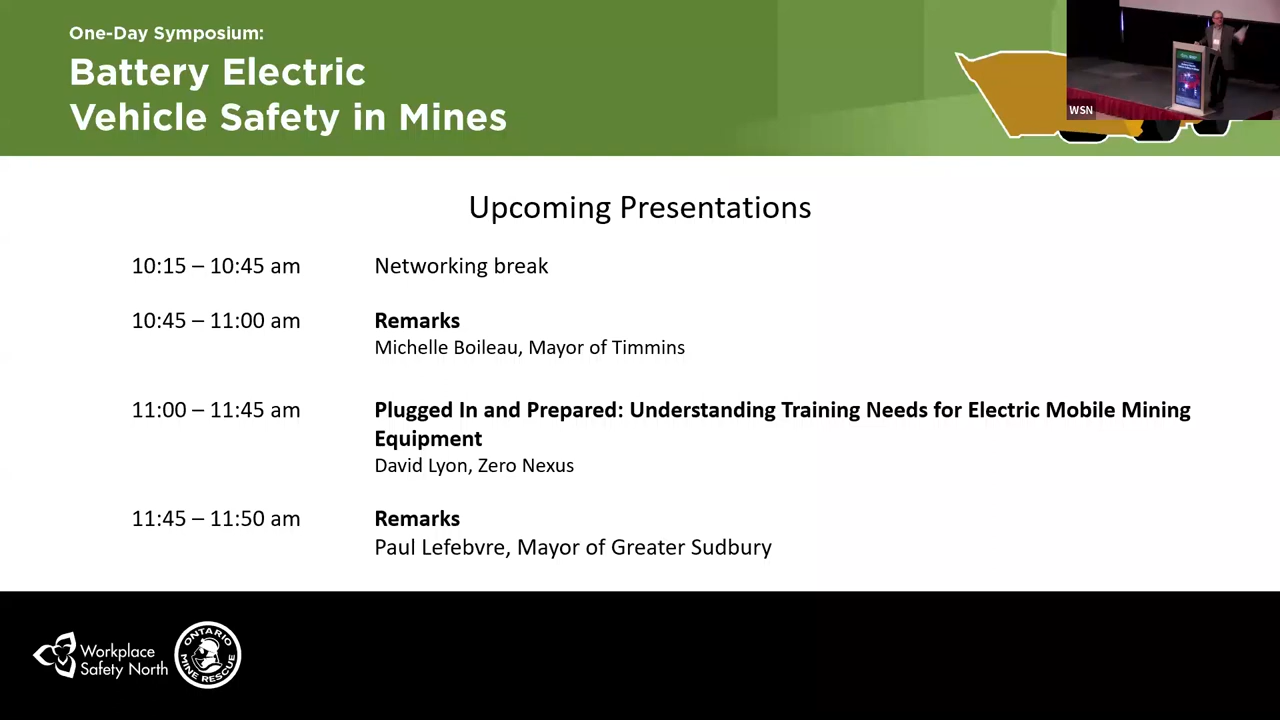 One-Day Symposium:
Battery Electric
Vehicle Safety in Mines
WSN
Upcoming Presentations
10:15 – 10:45 am Networking break
10:45 – 11:00 am Remarks
Michelle Boileau, Mayor of Timmins
11:00 – 11:45 am Plugged In and Prepared: Understanding Training Needs for Electric Mobile Mining
Equipment
David Lyon, Zero Nexus
11:45 – 11:50 am Remarks
Paul Lefebvre, Mayor of Greater Sudbury
Workplace
Safety North
ONTARIO
MINE RESCUE